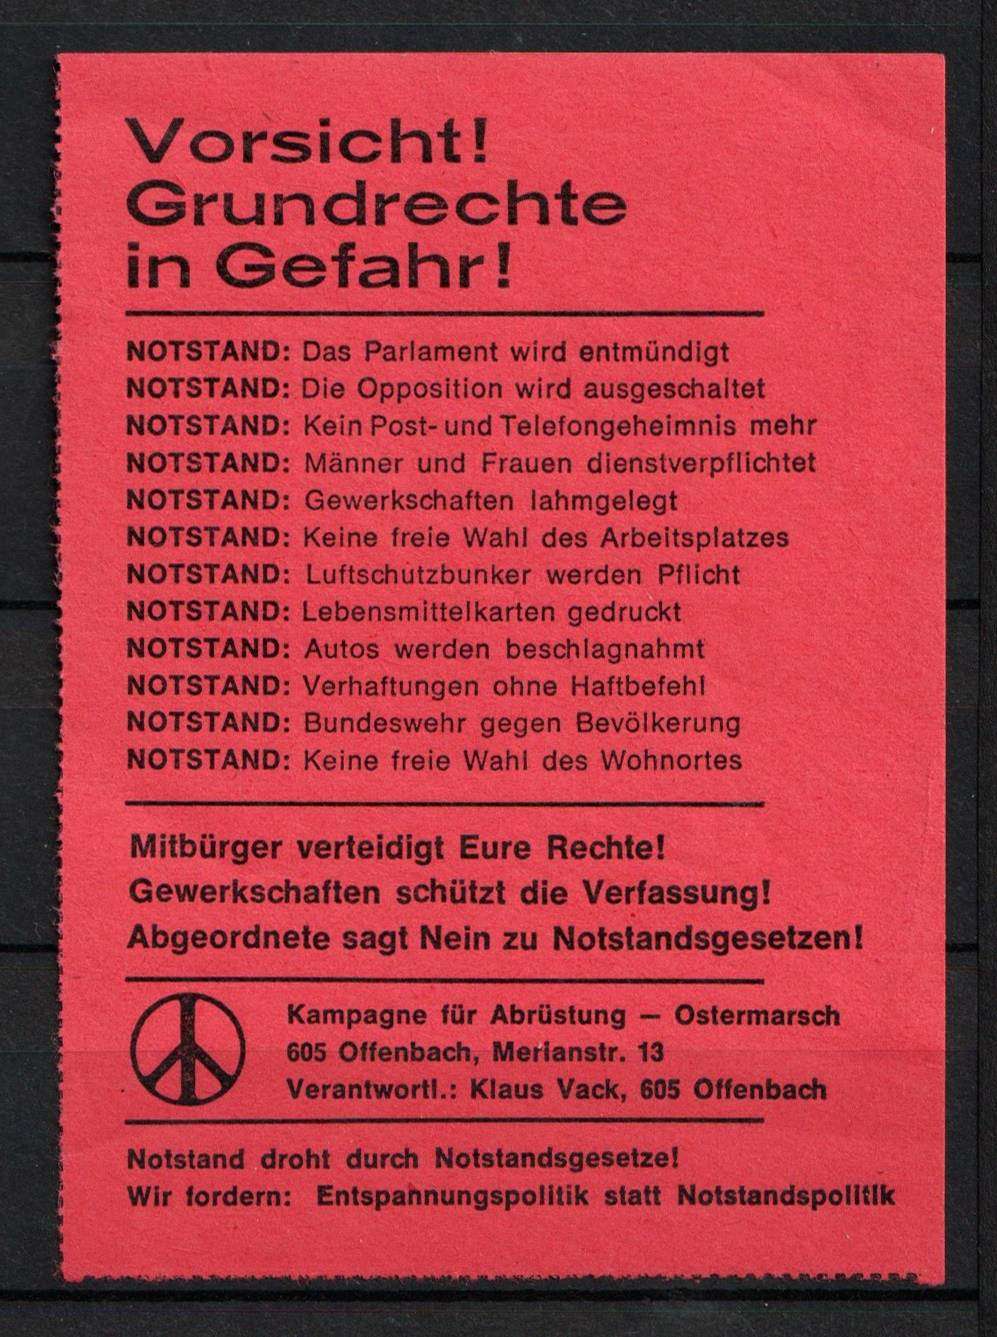 Vorsicht!
Grundrechte
in Gefahr!
NOTSTAND: Das Parlament wird entmündigt
NOTSTAND: Die Opposition wird ausgeschaltet
NOTSTAND: Kein Post- und Telefongeheimnis mehr
NOTSTAND: Männer und Frauen dienstverpflichtet
NOTSTAND: Gewerkschaften lahmgelegt
NOTSTAND: Keine freie Wahl des Arbeitsplatzes
NOTSTAND: Luftschutzbunker werden Pflicht
NOTSTAND: Lebensmittelkarten gedruckt
NOTSTAND: Autos werden beschlagnahmt
NOTSTAND: Verhaftungen ohne Haftbefehl
NOTSTAND: Bundeswehr gegen Bevölkerung
NOTSTAND: Keine freie Wahl des Wohnortes
Mitbürger verteidigt Eure Rechte!
Gewerkschaften schützt die Verfassung!
Abgeordnete sagt Nein zu Notstandsgesetzen!
Kampagne für Abrüstung – Ostermarsch
605 Offenbach, Merianstr. 13
Verantwortl.: Klaus Vack, 605 Offenbach
Notstand droht durch Notstandsgesetze!
Wir fordern: Entspannungspolitik statt Notstandspolitik